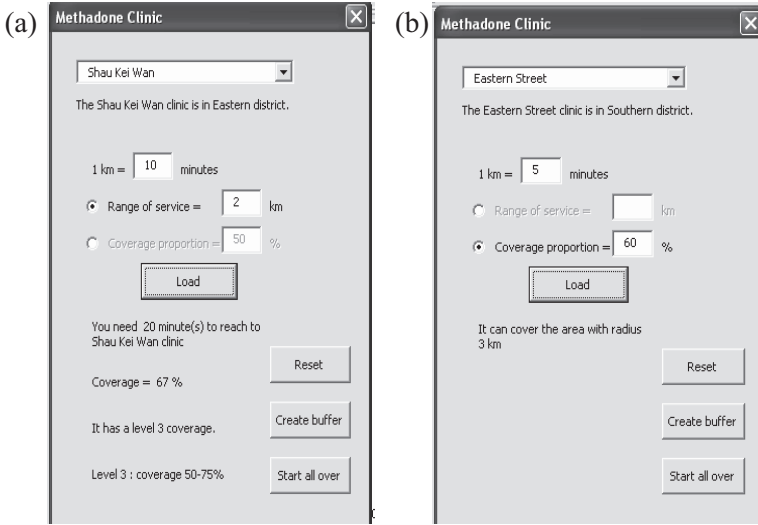 (a)
Methadone Clinic
Shau Kei Wan
The Shau Kei Wan clinic is in Eastern district.
1 km = 10 minutes
Range of service = 2 km
Coverage proportion = 50 %
Load
You need 20 minute(s) to reach to
Shau Kei Wan clinic
Reset
Coverage = 67 %
Create buffer
It has a level 3 coverage.
Level 3 : coverage 50-75%
Start all over
(b)
Methadone Clinic
Eastern Street
The Eastern Street clinic is in Southern district.
1 km = 5 minutes
Range of service = km
Coverage proportion = 60 %
Load
It can cover the area with radius
3 km
Reset
Create buffer
Start all over